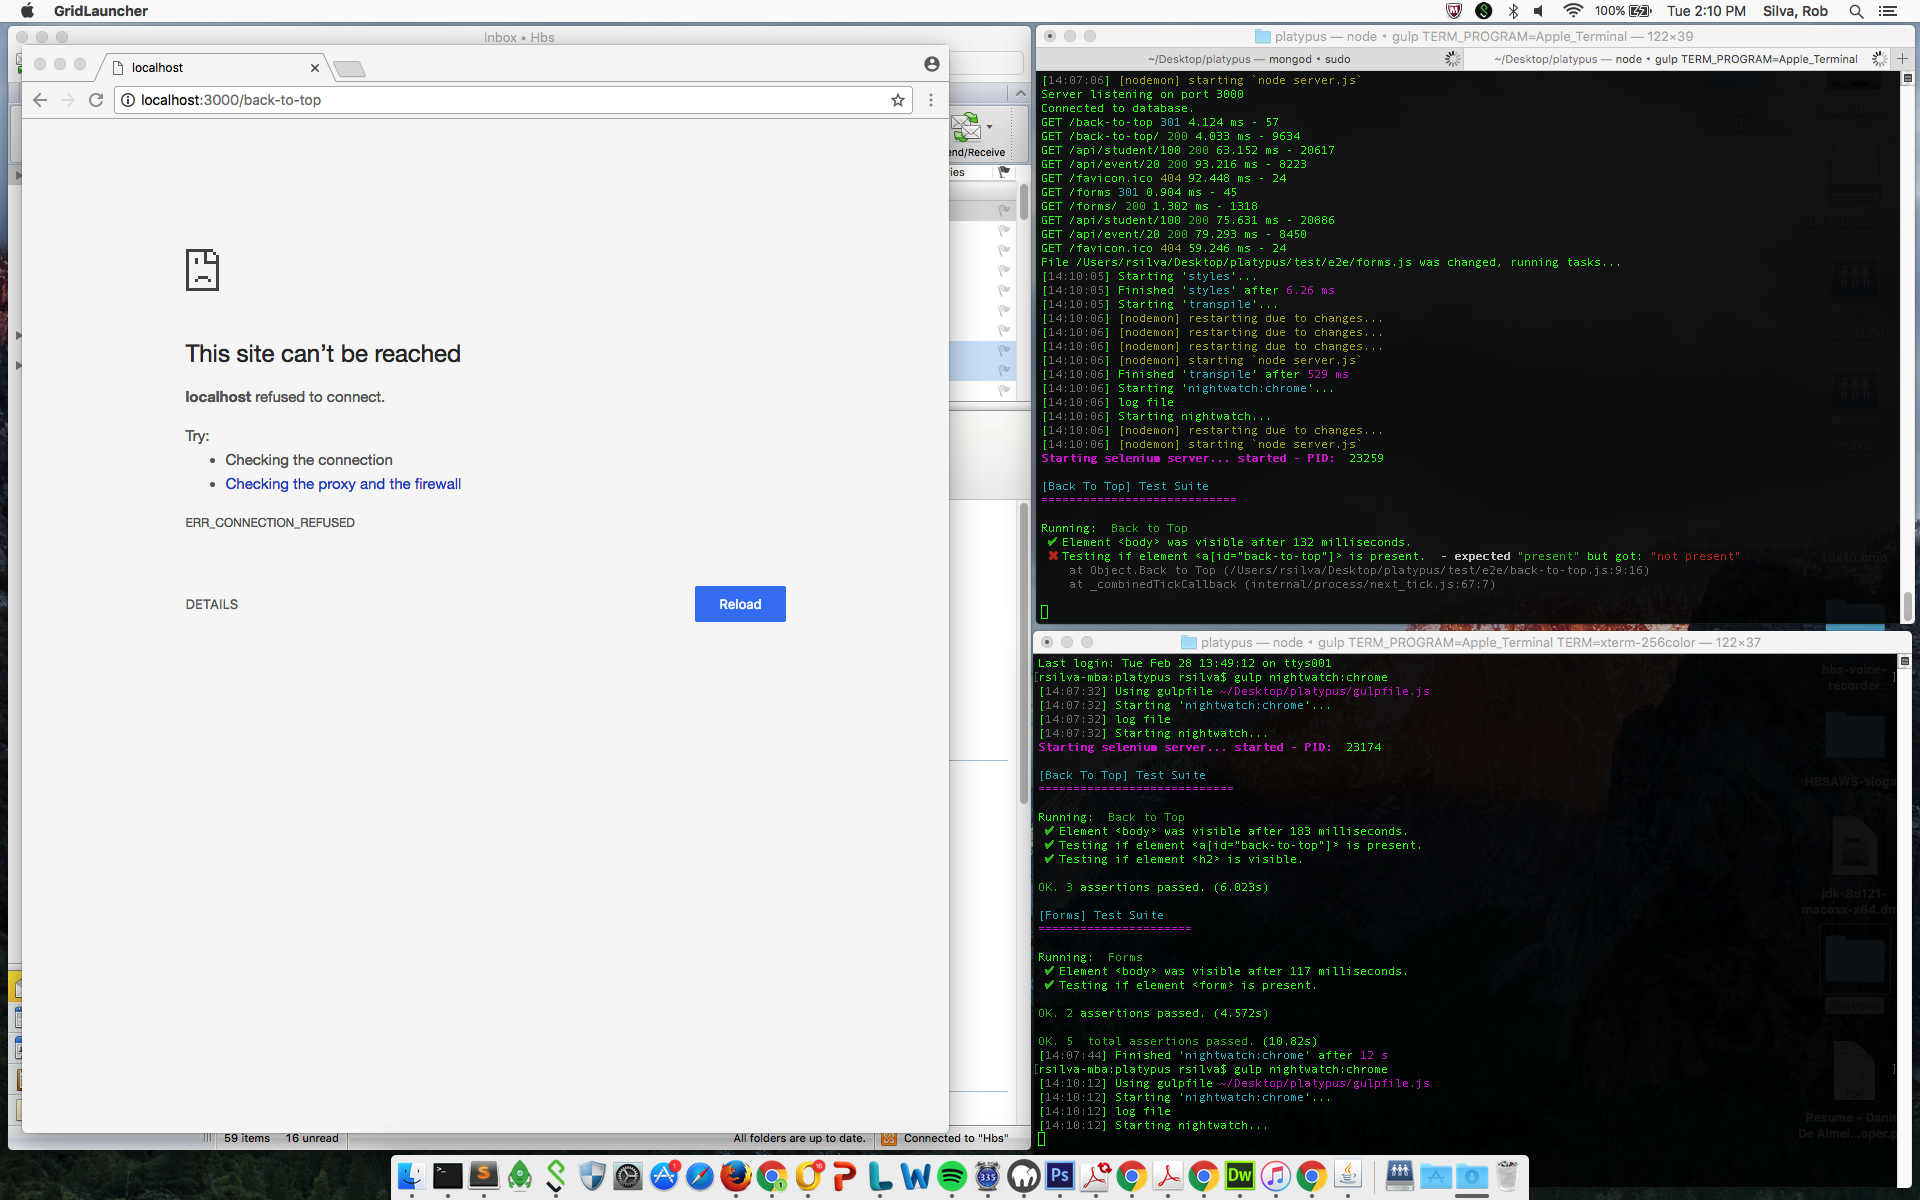 GridLauncher
100%
Tue 2:10 PM
Silva, Rob
Inbox • Hbs
localhost
localhost:3000/back-to-top
nd/Receive
ies
This site can't be reached
localhost refused to connect.
Try:
• Checking the connection
• Checking the proxy and the firewall
ERR_CONNECTION_REFUSED
DETAILS
Reload
59 items
16 unread
All folders are up to date.
Connected to "Hbs"
platypus — node • gulp TERM_PROGRAM=Apple_Terminal — 122×39
~/Desktop/platypus — mongod • sudo
~/Desktop/platypus — node • gulp TERM_PROGRAM=Apple_Terminal
[14:07:06] [nodemon] starting `node server.js`
Server listening on port 3000
Connected to database.
GET /back-to-top 301 4.124 ms - 57
GET /back-to-top/ 200 4.033 ms - 9634
GET /api/student/100 200 63.152 ms - 20617
GET /api/event/20 200 93.216 ms - 8223
GET /favicon.ico 404 92.448 ms - 24
GET /forms 301 0.904 ms - 45
GET /forms/ 200 1.302 ms - 1318
GET /api/student/100 200 75.631 ms - 20886
GET /api/event/20 200 79.293 ms - 8450
GET /favicon.ico 404 59.246 ms - 24
File /Users/rsilva/Desktop/platypus/test/e2e/forms.js was changed, running tasks...
[14:10:05] Starting 'styles'...
[14:10:05] Finished 'styles' after 6.26 ms
[14:10:05] Starting 'transpile'...
[14:10:06] [nodemon] restarting due to changes...
[14:10:06] [nodemon] restarting due to changes...
[14:10:06] [nodemon] restarting due to changes...
[14:10:06] [nodemon] starting `node server.js`
[14:10:06] Finished 'transpile' after 529 ms
[14:10:06] Starting 'nightwatch:chrome'...
[14:10:06] log file
[14:10:06] Starting nightwatch...
[14:10:06] [nodemon] restarting due to changes...
[14:10:06] [nodemon] starting `node server.js`
Starting selenium server... started - PID:  23259
[Back To Top] Test Suite
============================
Running:  Back to Top
✔ Element <body> was visible after 132 milliseconds.
✖ Testing if element <a[id="back-to-top"]> is present.  - expected "present" but got: "not present"
at Object.Back to Top (/Users/rsilva/Desktop/platypus/test/e2e/back-to-top.js:9:16)
at _combinedTickCallback (internal/process/next_tick.js:67:7)
platypus — node • gulp TERM_PROGRAM=Apple_Terminal TERM=xterm-256color — 122×37
Last login: Tue Feb 28 13:49:12 on ttys001
[rsilva-mba:platypus rsilva$ gulp nightwatch:chrome ]
[14:07:32] Using gulpfile ~/Desktop/platypus/gulpfile.js
[14:07:32] Starting 'nightwatch:chrome'...
[14:07:32] log file
[14:07:32] Starting nightwatch...
Starting selenium server... started - PID:  23174
[Back To Top] Test Suite
============================
Running:  Back to Top
✔ Element <body> was visible after 183 milliseconds.
✔ Testing if element <a[id="back-to-top"]> is present.
✔ Testing if element <h2> is visible.
OK. 3 assertions passed. (6.023s)
[Forms] Test Suite
======================
Running:  Forms
✔ Element <body> was visible after 117 milliseconds.
✔ Testing if element <form> is present.
OK. 2 assertions passed. (4.572s)
OK. 5  total assertions passed. (10.82s)
[14:07:44] Finished 'nightwatch:chrome' after 12 s
[rsilva-mba:platypus rsilva$ gulp nightwatch:chrome ]
[14:10:12] Using gulpfile ~/Desktop/platypus/gulpfile.js
[14:10:12] Starting 'nightwatch:chrome'...
[14:10:12] log file
[14:10:12] Starting nightwatch...
hbs-voice-
recorder
HBSAWS-sloga
jdk-8u121-
macosx-x64.dm
platypus
Resume – Dani
De Almei...oper.p
Ps
Dw
335